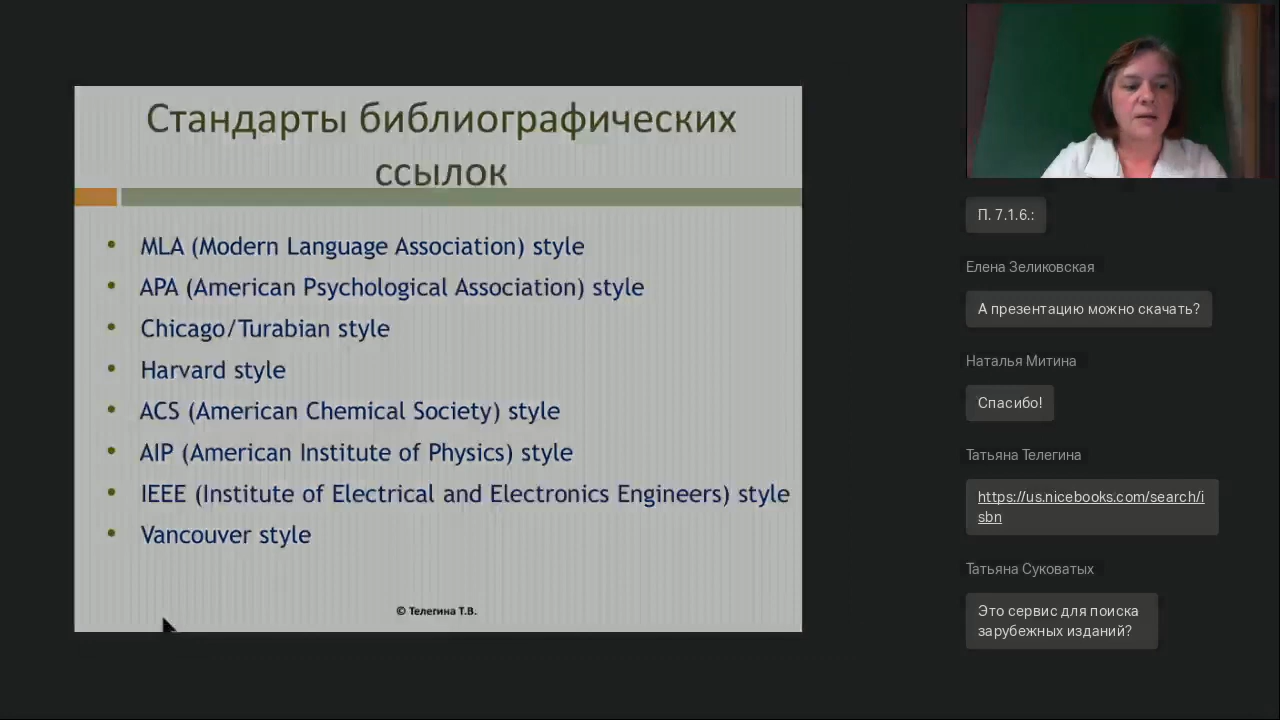 Стандарты библиографических
ссылок
• MLA (Modern Language Association) style
• APA (American Psychological Association) style
• Chicago/Turabian style
• Harvard style
• ACS (American Chemical Society) style
• AIP (American Institute of Physics) style
• IEEE (Institute of Electrical and Electronics Engineers) style
• Vancouver style
© Телегина Т.В.
П. 7.1.6.:
Елена Зеликовская
А презентацию можно скачать?
Наталья Митина
Спасибо!
Татьяна Телегина
https://us.nicebooks.com/search/i
sbn
Татьяна Суковатых
Это сервис для поиска
зарубежных изданий?